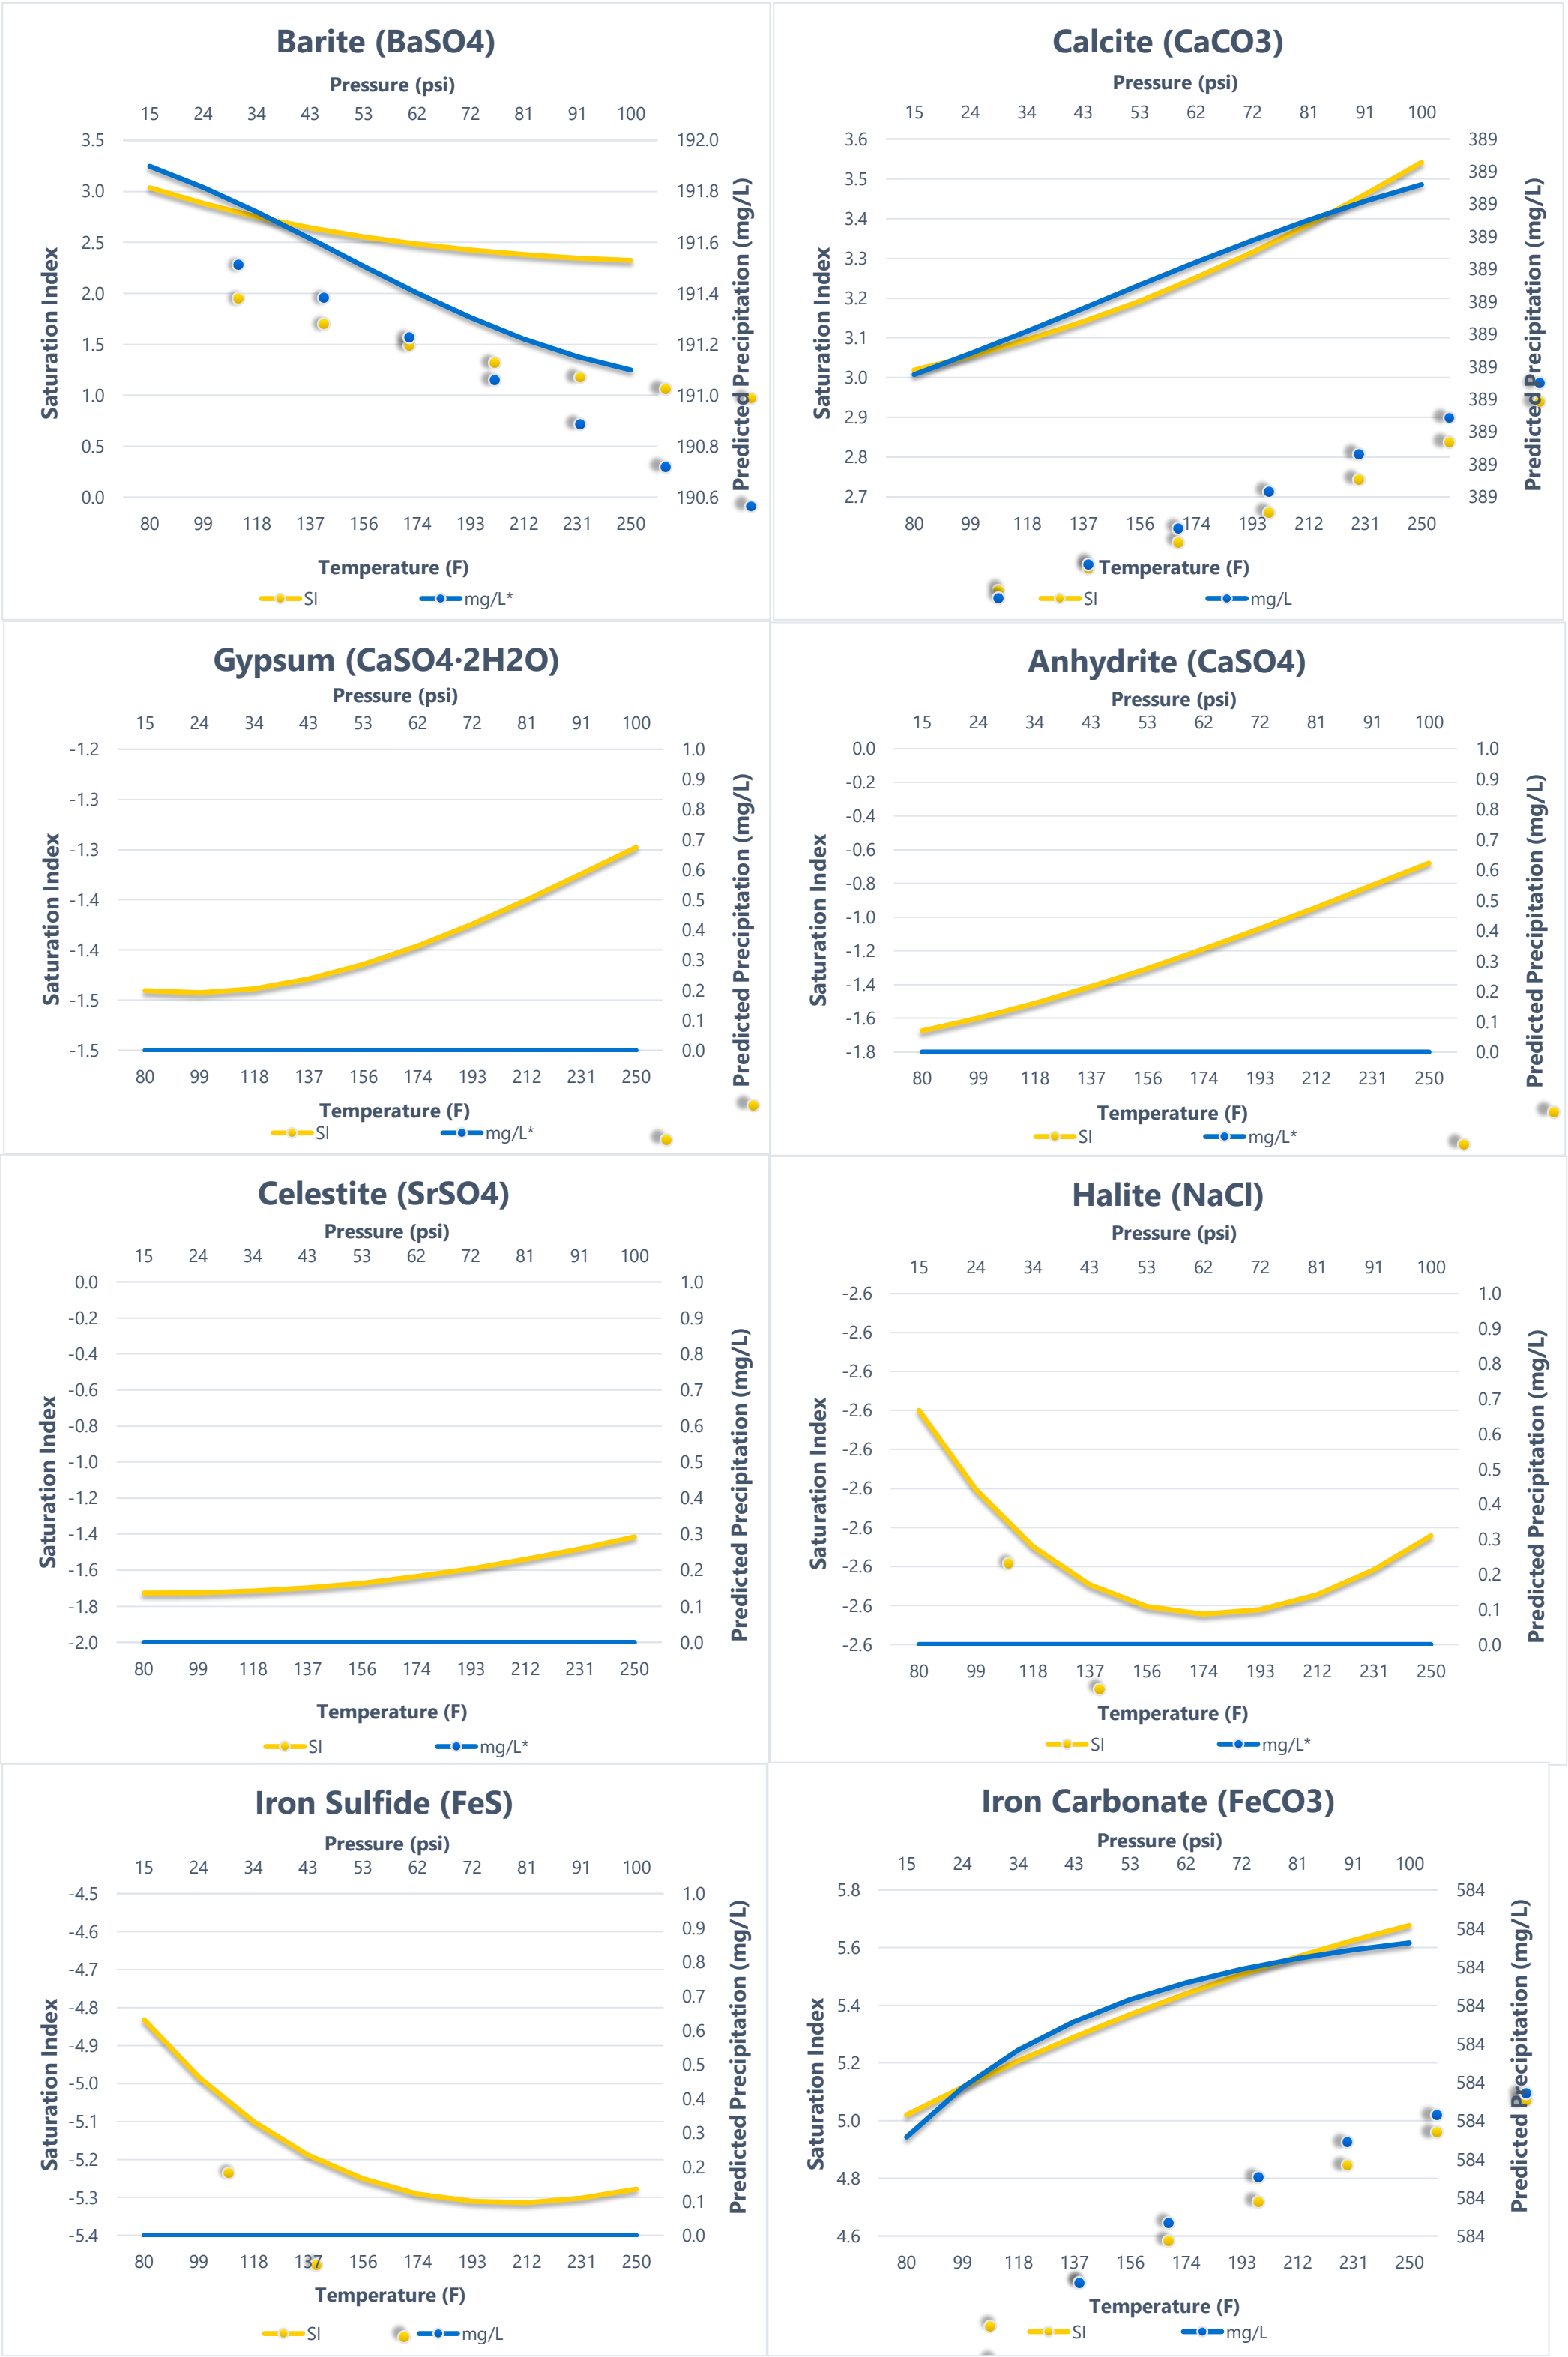 Barite (BaSO4)
Pressure (psi)
15 24 34 43 53 62 72 81 91 100
3.5 192.0
3.0 191.8
2.5 191.6
2.0 191.4
1.5 191.2
1.0 191.0
0.5 190.8
0.0 190.6
Saturation Index
Predicted Precipitation (mg/L)
80 99 118 137 156 174 193 212 231 250
Temperature (F)
SI mg/L*
Calcite (CaCO3)
Pressure (psi)
15 24 34 43 53 62 72 81 91 100
3.6
3.5
3.4
3.3
3.2
3.1
3.0
2.9
2.8
2.7
Saturation Index
389
389
389
389
389
389
389
389
389
389
389
389
Predicted Precipitation (mg/L)
80 99 118 137 156 174 193 212 231 250
Temperature (F)
SI mg/L
Gypsum (CaSO4·2H2O)
Pressure (psi)
15 24 34 43 53 62 72 81 91 100
-1.2
-1.3
-1.3
-1.4
-1.4
-1.5
-1.5
Saturation Index
1.0
0.9
0.8
0.7
0.6
0.5
0.4
0.3
0.2
0.1
0.0
Predicted Precipitation (mg/L)
80 99 118 137 156 174 193 212 231 250
Temperature (F)
SI mg/L*
Anhydrite (CaSO4)
Pressure (psi)
15 24 34 43 53 62 72 81 91 100
0.0
-0.2
-0.4
-0.6
-0.8
-1.0
-1.2
-1.4
-1.6
-1.8
Saturation Index
1.0
0.9
0.8
0.7
0.6
0.5
0.4
0.3
0.2
0.1
0.0
Predicted Precipitation (mg/L)
80 99 118 137 156 174 193 212 231 250
Temperature (F)
SI mg/L*
Celestite (SrSO4)
Pressure (psi)
15 24 34 43 53 62 72 81 91 100
0.0 1.0
-0.2 0.9
-0.4 0.8
-0.6 0.7
-0.8 0.6
-1.0 0.5
-1.2 0.4
-1.4 0.3
-1.6 0.2
-1.8 0.1
-2.0 0.0
Saturation Index
Predicted Precipitation (mg/L)
80 99 118 137 156 174 193 212 231 250
Temperature (F)
SI mg/L*
Halite (NaCl)
Pressure (psi)
15 24 34 43 53 62 72 81 91 100
-2.6
-2.6
-2.6
-2.6
-2.6
-2.6
-2.6
-2.6
-2.6
-2.6
Saturation Index
1.0
0.9
0.8
0.7
0.6
0.5
0.4
0.3
0.2
0.1
0.0
Predicted Precipitation (mg/L)
80 99 118 137 156 174 193 212 231 250
Temperature (F)
SI mg/L*
Iron Sulfide (FeS)
Pressure (psi)
15 24 34 43 53 62 72 81 91 100
-4.5
-4.6
-4.7
-4.8
-4.9
-5.0
-5.1
-5.2
-5.3
-5.4
Saturation Index
1.0
0.9
0.8
0.7
0.6
0.5
0.4
0.3
0.2
0.1
0.0
Predicted Precipitation (mg/L)
80 99 118 137 156 174 193 212 231 250
Temperature (F)
SI mg/L
Iron Carbonate (FeCO3)
Pressure (psi)
15 24 34 43 53 62 72 81 91 100
5.8
5.6
5.4
5.2
5.0
4.8
4.6
Saturation Index
584
584
584
584
584
584
584
584
584
584
Predicted Precipitation (mg/L)
80 99 118 137 156 174 193 212 231 250
Temperature (F)
SI mg/L